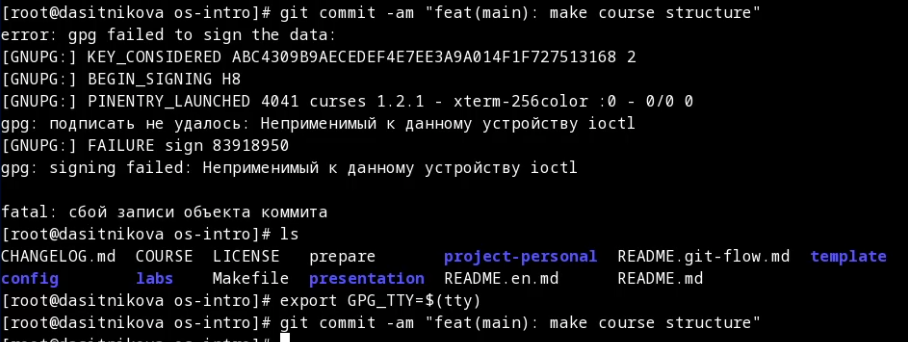 [root@dasitnikova os-intro]# git commit -am "feat(main): make course structure"
error: gpg failed to sign the data:
[GNUPG:] KEY_CONSIDERED ABC4309B9AECEDEF4E7EE3A9A014F1F727513168 2
[GNUPG:] BEGIN_SIGNING H8
[GNUPG:] PINENTRY_LAUNCHED 4041 curses 1.2.1 - xterm-256color :0 - 0/0 0
gpg: подписать не удалось: Неприменимый к данному устройству ioctl
[GNUPG:] FAILURE sign 83918950
gpg: signing failed: Неприменимый к данному устройству ioctl
fatal: сбой записи объекта коммита
[root@dasitnikova os-intro]# ls
CHANGELOG.md COURSE LICENSE prepare project-personal README.git-flow.md template
config labs Makefile presentation README.en.md README.md
[root@dasitnikova os-intro]# export GPG_TTY=$(tty)
[root@dasitnikova os-intro]# git commit -am "feat(main): make course structure"
[root@dasitnikova os-intro]#